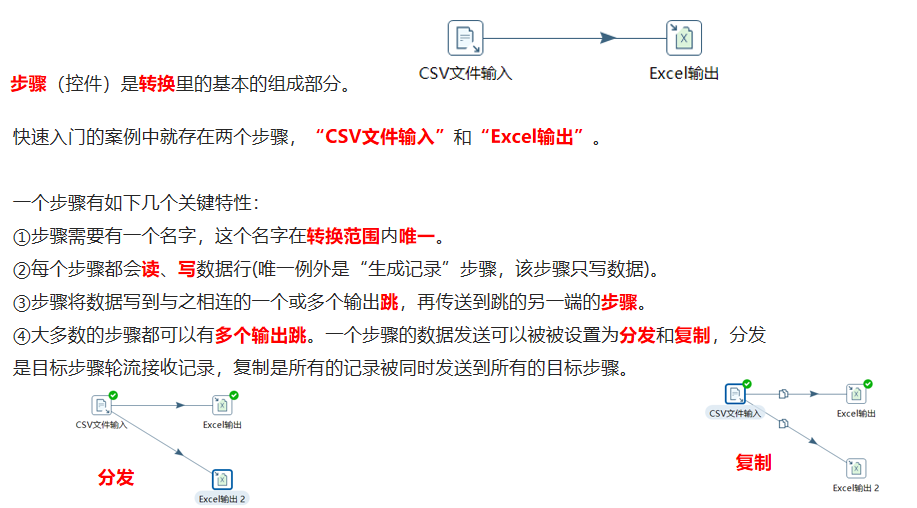 CSV文件输入 Excel输出
步骤（控件）是转换里的基本的组成部分。
快速入门的案例中就存在两个步骤，“CSV文件输入”和“Excel输出”。
一个步骤有如下几个关键特性：
①步骤需要有一个名字，这个名字在转换范围内唯一。
②每个步骤都会读、写数据行(唯一例外是“生成记录”步骤，该步骤只写数据)。
③步骤将数据写到与之相连的一个或多个输出跳，再传送到跳的另一端的步骤。
④大多数的步骤都可以有多个输出跳。一个步骤的数据发送可以被被设置为分发和复制，分发
是目标步骤轮流接收记录，复制是所有的记录被同时发送到所有的目标步骤。
CSV文件输入 Excel输出
分发
Excel输出 2
CSV文件输入 Excel输出
复制
Excel输出 2